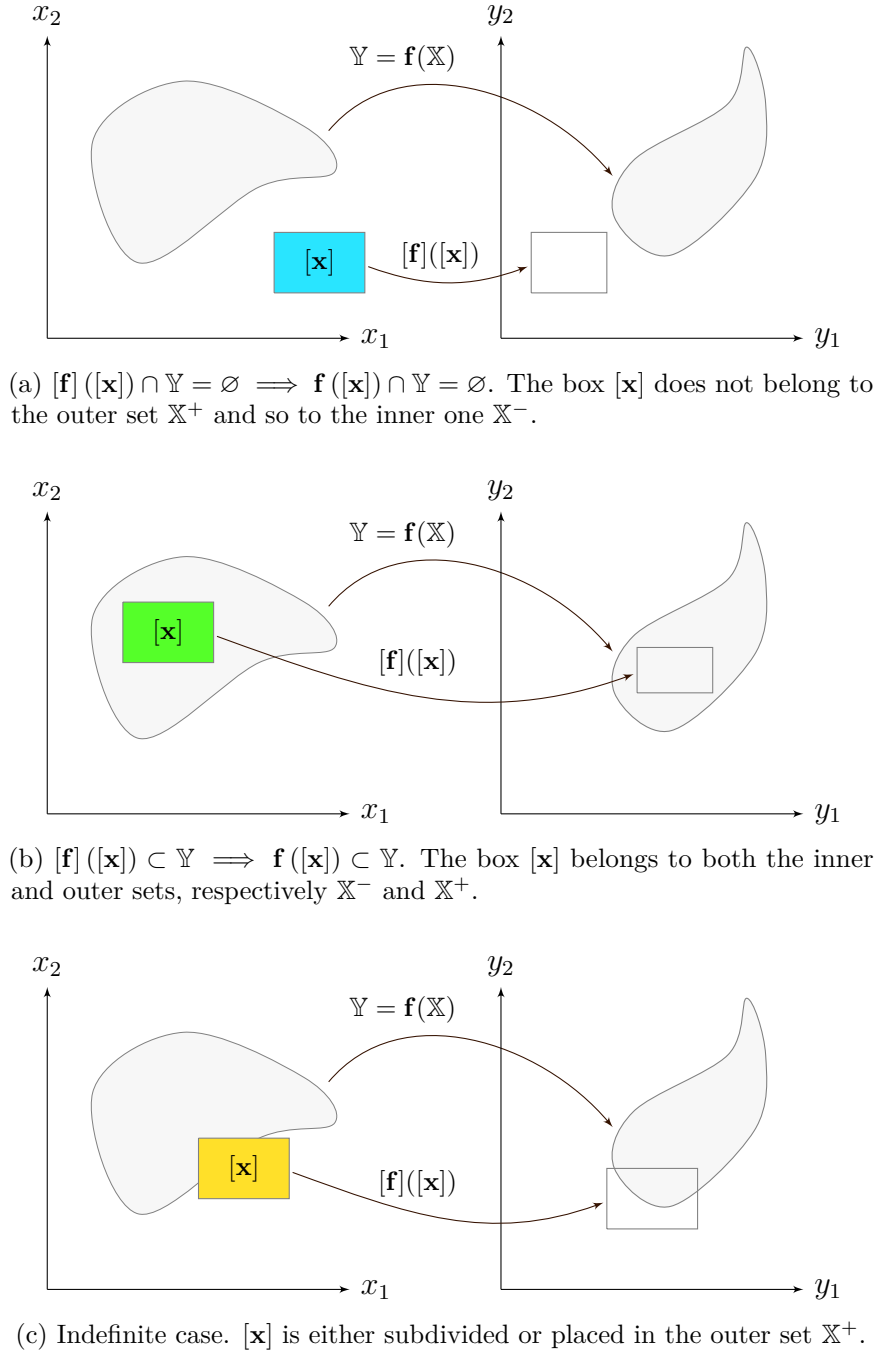 x₂
y₂
𝕐 = f(𝕏)
[x]
[f]([x])
x₁
y₁
(a) [f] ([x]) ∩ 𝕐 = ∅ ⟹ f ([x]) ∩ 𝕐 = ∅. The box [x] does not belong to
the outer set 𝕏⁺ and so to the inner one 𝕏⁻.
x₂
y₂
𝕐 = f(𝕏)
[x]
[f]([x])
x₁
y₁
(b) [f] ([x]) ⊂ 𝕐 ⟹ f ([x]) ⊂ 𝕐. The box [x] belongs to both the inner
and outer sets, respectively 𝕏⁻ and 𝕏⁺.
x₂
y₂
𝕐 = f(𝕏)
[x]
[f]([x])
x₁
y₁
(c) Indefinite case. [x] is either subdivided or placed in the outer set 𝕏⁺.